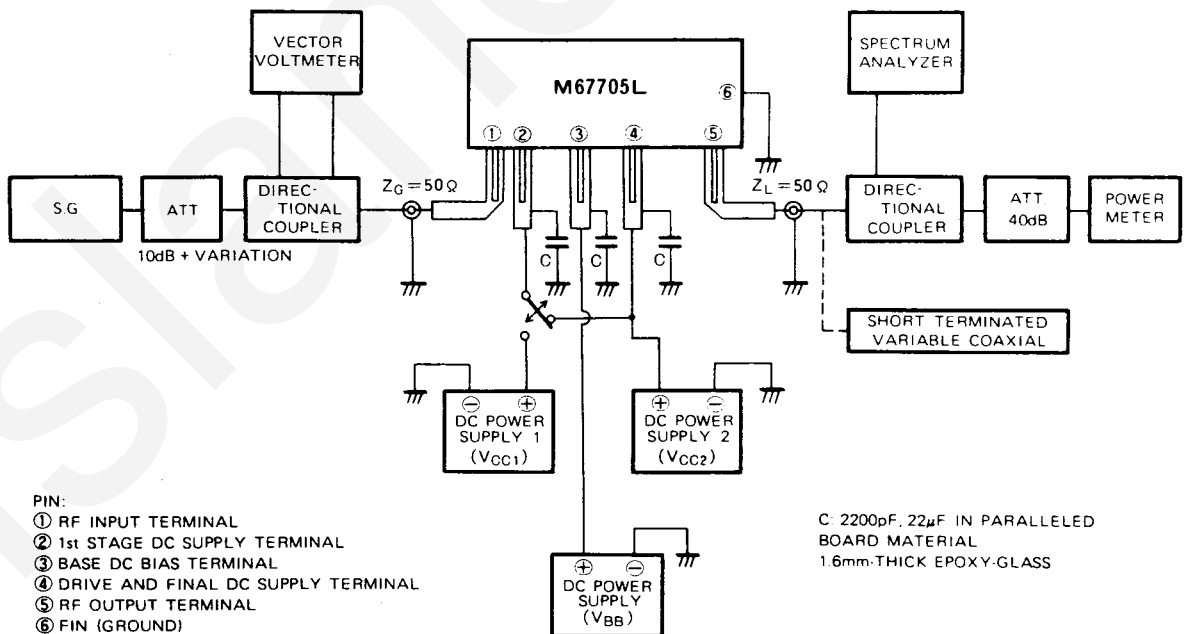 VECTOR
VOLTMETER
M67705L
⑥
① ② ③ ④ ⑤
SPECTRUM
ANALYZER
S.G
ATT
10dB + VARIATION
DIREC-
TIONAL
COUPLER
ZG = 50Ω
C
C
C
ZL = 50Ω
DIREC-
TIONAL
COUPLER
ATT
40dB
POWER
METER
SHORT TERMINATED
VARIABLE COAXIAL
⊖ ⊕
DC POWER
SUPPLY 1
(VCC1)
⊕ ⊖
DC POWER
SUPPLY 2
(VCC2)
⊕ ⊖
DC POWER
SUPPLY
(VBB)
PIN:
① RF INPUT TERMINAL
② 1st STAGE DC SUPPLY TERMINAL
③ BASE DC BIAS TERMINAL
④ DRIVE AND FINAL DC SUPPLY TERMINAL
⑤ RF OUTPUT TERMINAL
⑥ FIN (GROUND)
C: 2200pF, 22μF IN PARALLELED
BOARD MATERIAL
1.6mm-THICK EPOXY-GLASS